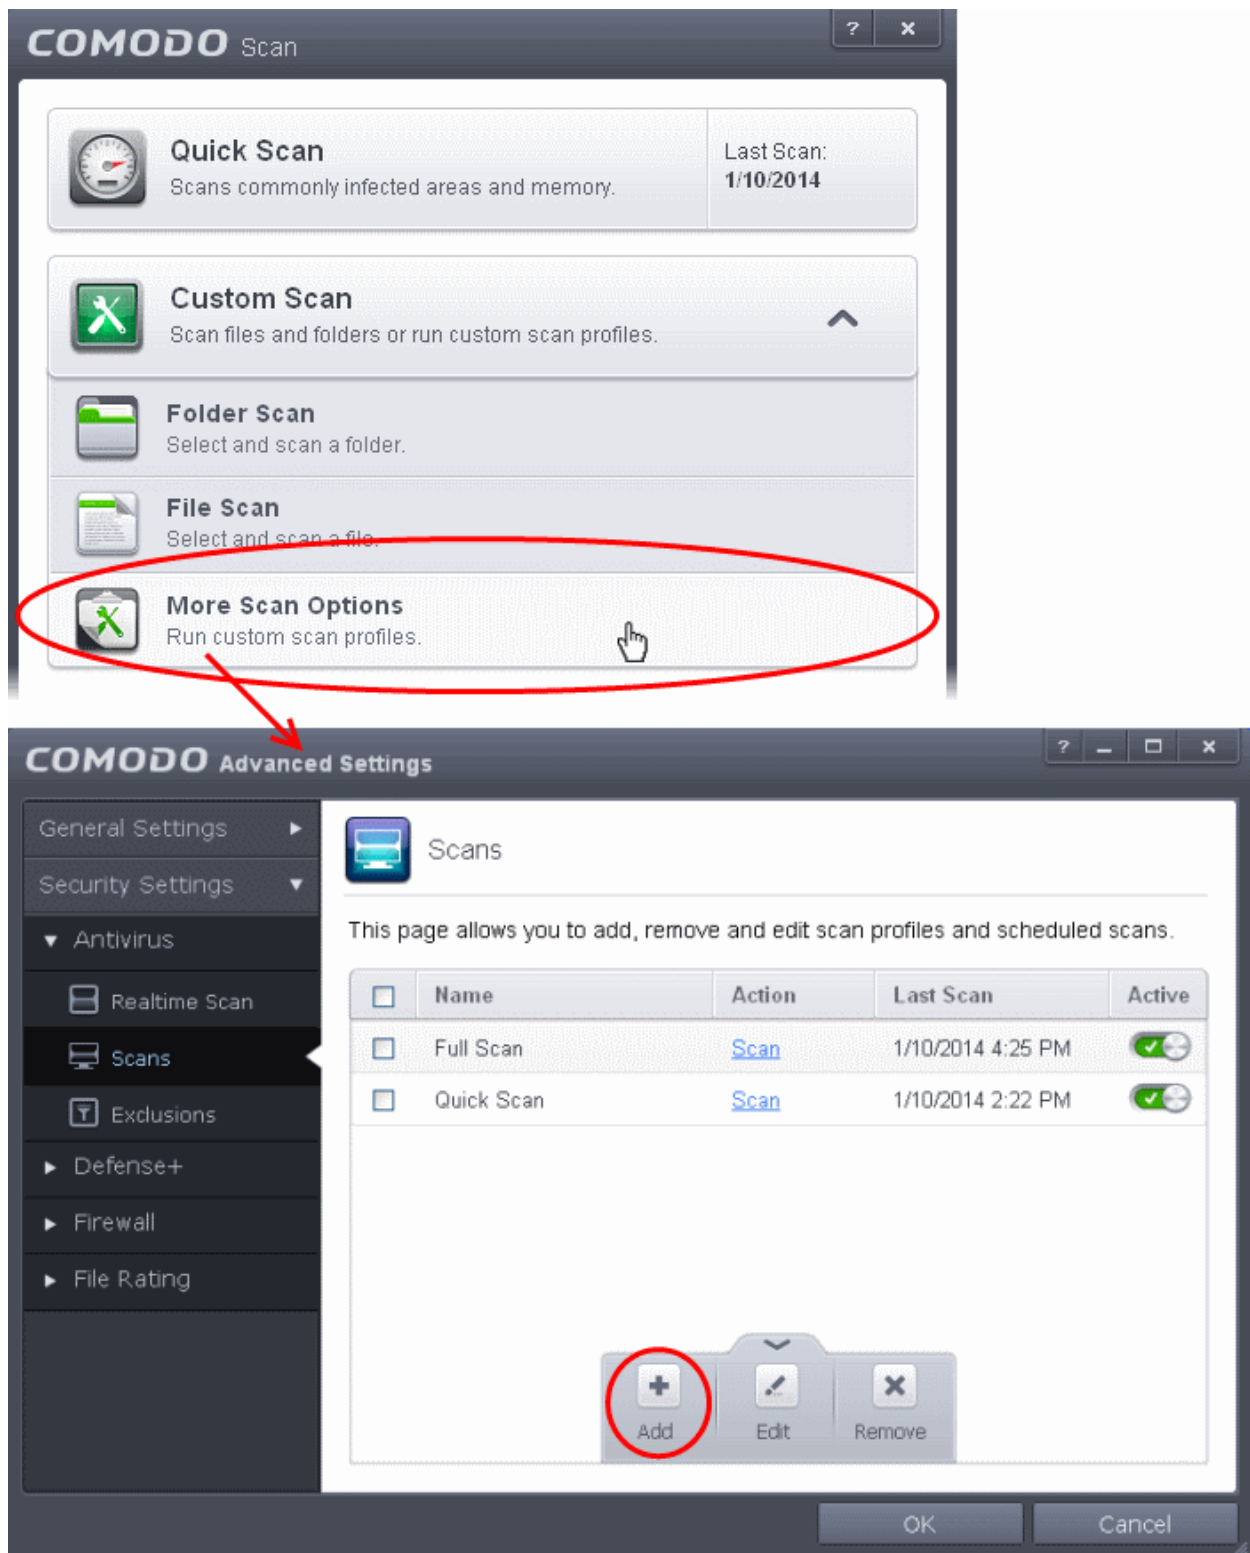 COMODO Scan
?
Quick Scan
Scans commonly infected areas and memory.
Last Scan:
1/10/2014
Custom Scan
Scan files and folders or run custom scan profiles.
Folder Scan
Select and scan a folder.
File Scan
Select and scan a file.
More Scan Options
Run custom scan profiles.
COMODO Advanced Settings
?
General Settings
Security Settings
Antivirus
Realtime Scan
Scans
Exclusions
Defense+
Firewall
File Rating
Scans
This page allows you to add, remove and edit scan profiles and scheduled scans.
Name Action Last Scan Active
Full Scan Scan 1/10/2014 4:25 PM
Quick Scan Scan 1/10/2014 2:22 PM
Add Edit Remove
OK Cancel